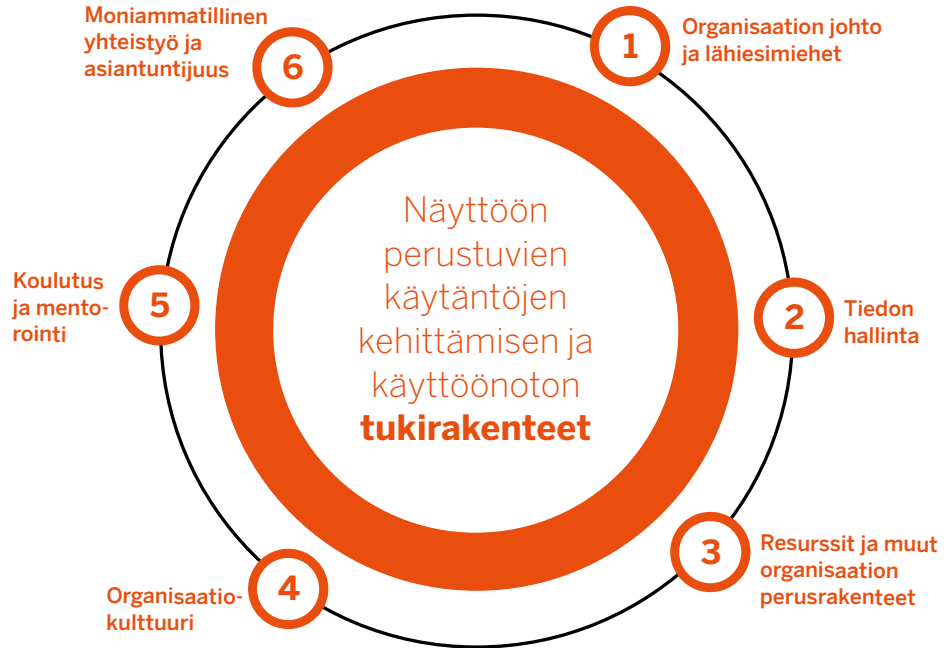 Näyttöön
perustuvien
käytäntöjen
kehittämisen ja
käyttöönoton
tukirakenteet
1
Organisaation johto
ja lähiesimiehet
2
Tiedon
hallinta
3
Resurssit ja muut
organisaation
perusrakenteet
4
Organisaatio-
kulttuuri
5
Koulutus
ja mento-
rointi
6
Moniammatillinen
yhteistyö ja
asiantuntijuus